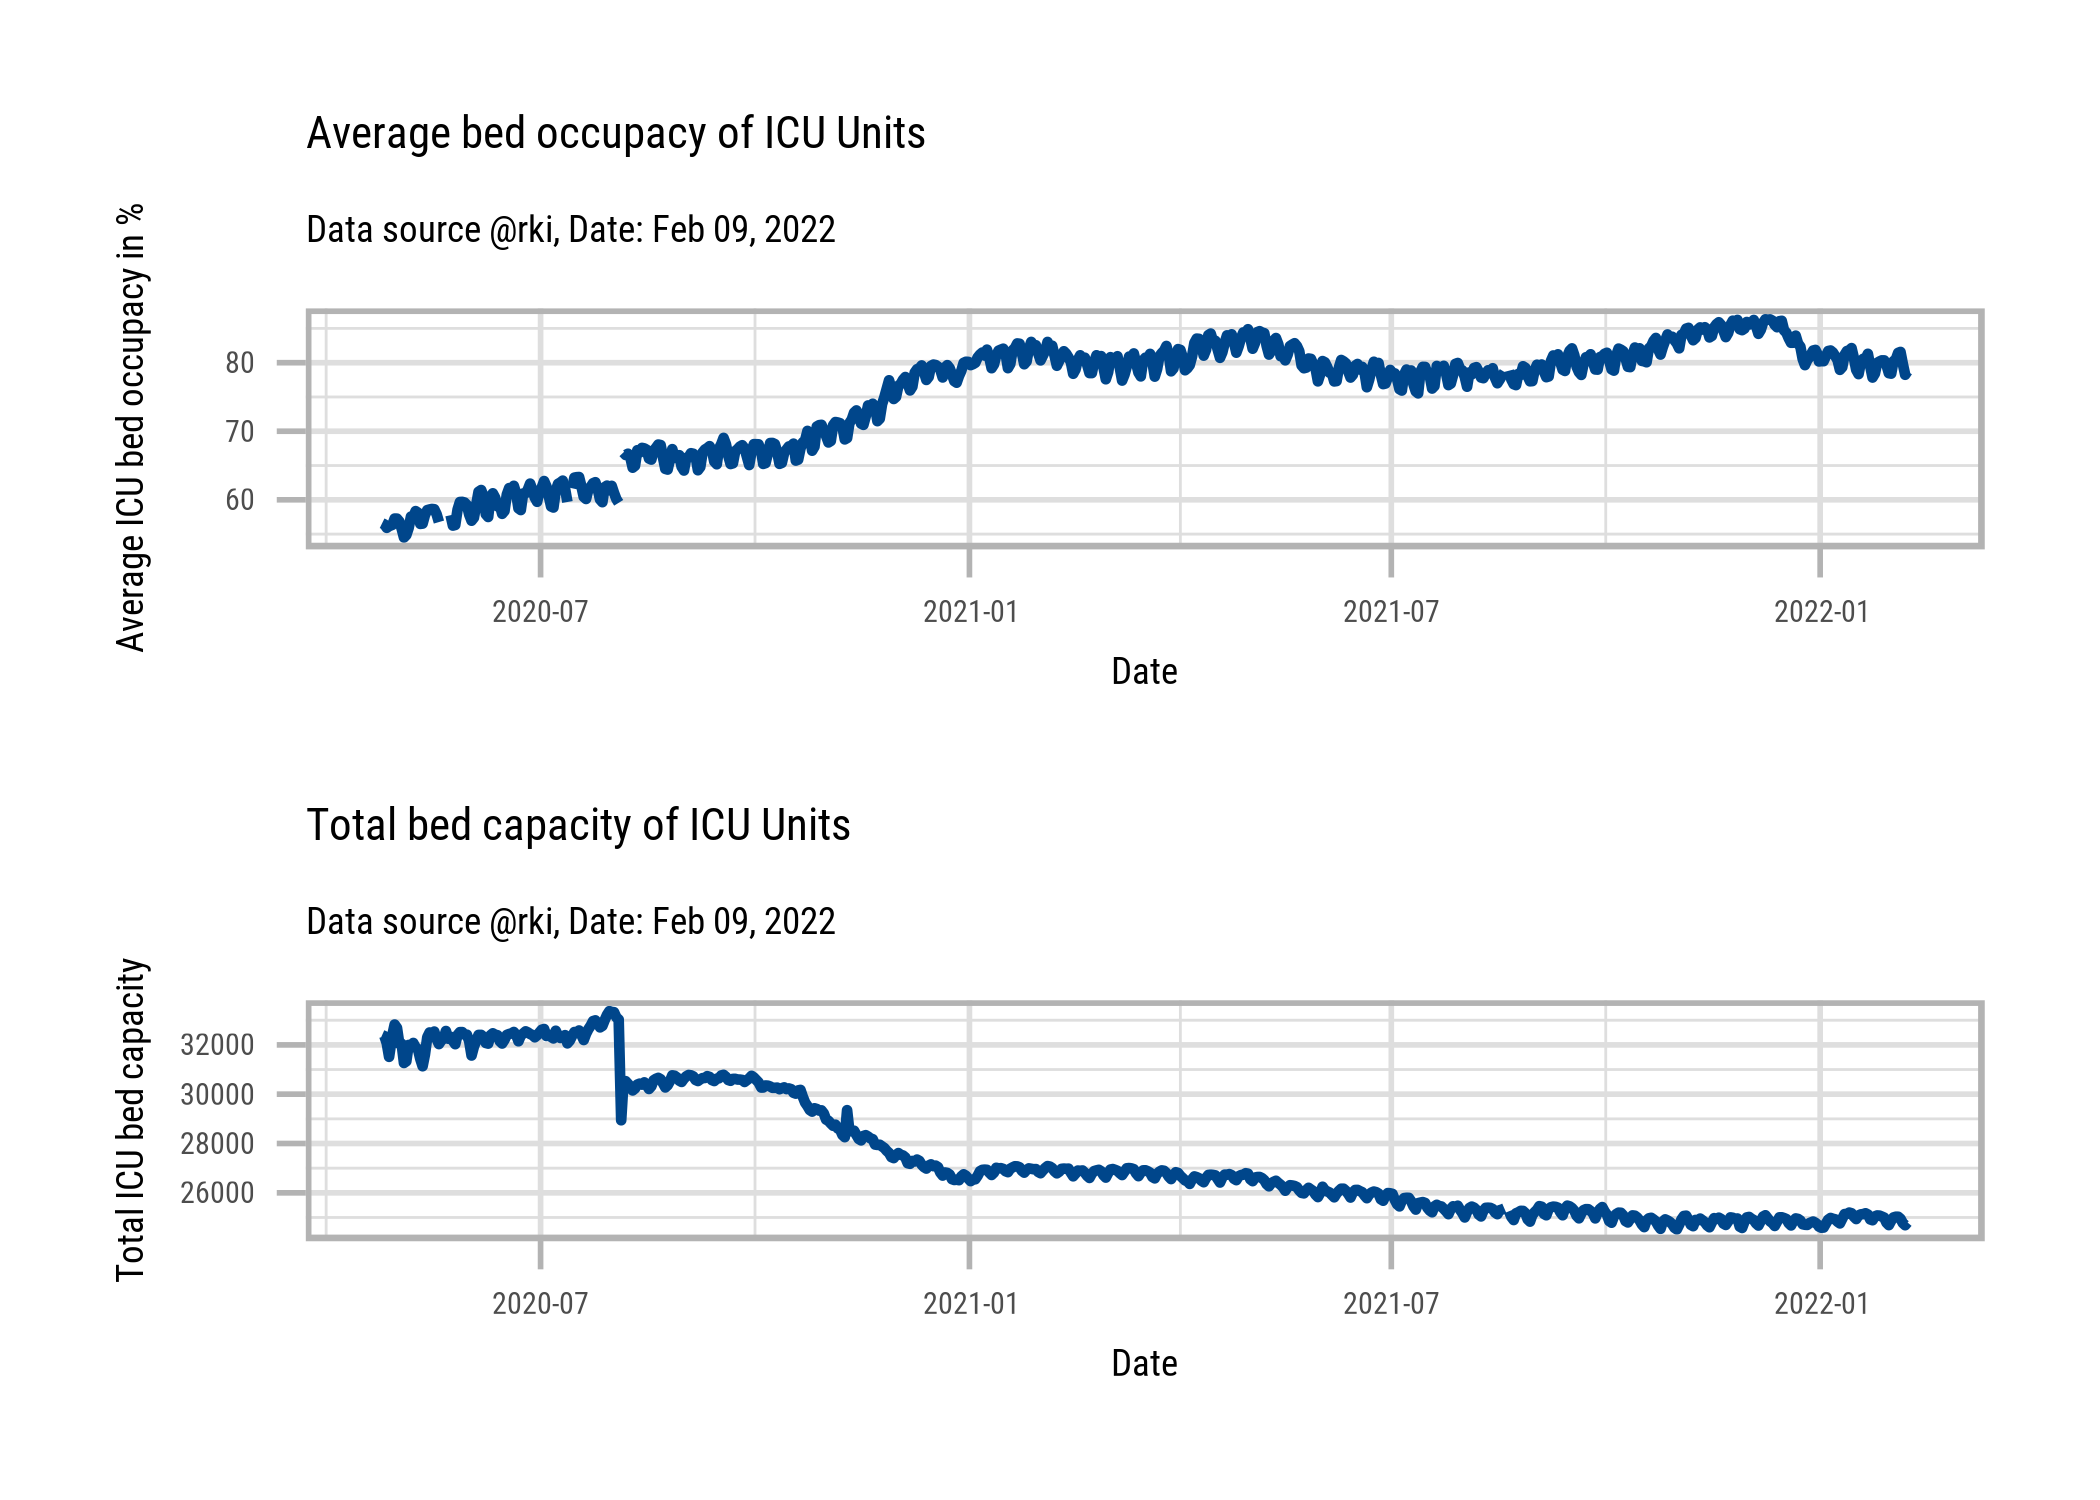 Average bed occupacy of ICU Units
Data source @rki, Date: Feb 09, 2022
Average ICU bed occupacy in %
80
70
60
2020-07
2021-01
2021-07
2022-01
Date
Total bed capacity of ICU Units
Data source @rki, Date: Feb 09, 2022
Total ICU bed capacity
32000
30000
28000
26000
2020-07
2021-01
2021-07
2022-01
Date